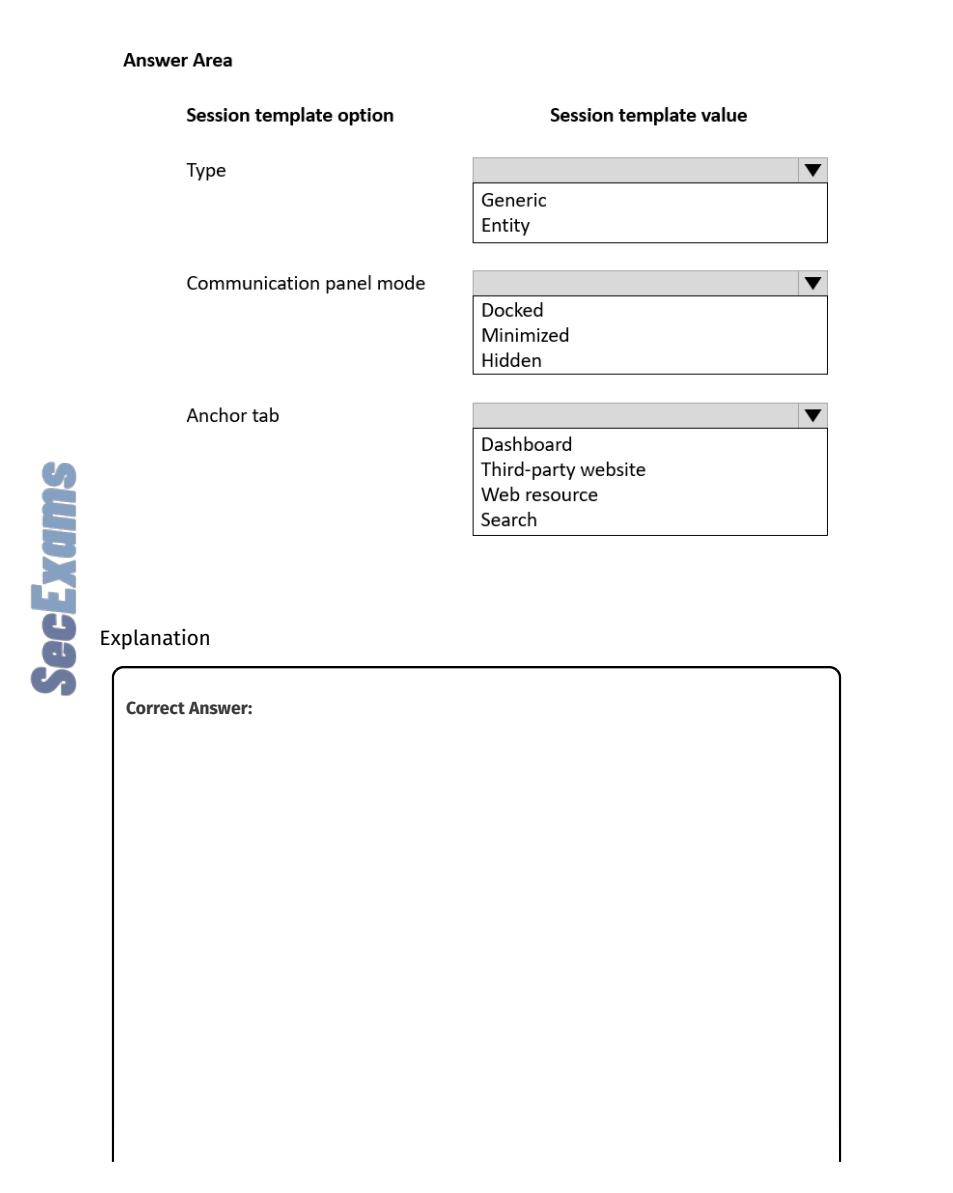 Answer Area
Session template option Session template value
Type
Generic
Entity
Communication panel mode
Docked
Minimized
Hidden
Anchor tab
Dashboard
Third-party website
Web resource
Search
SecExams
Explanation
Correct Answer: